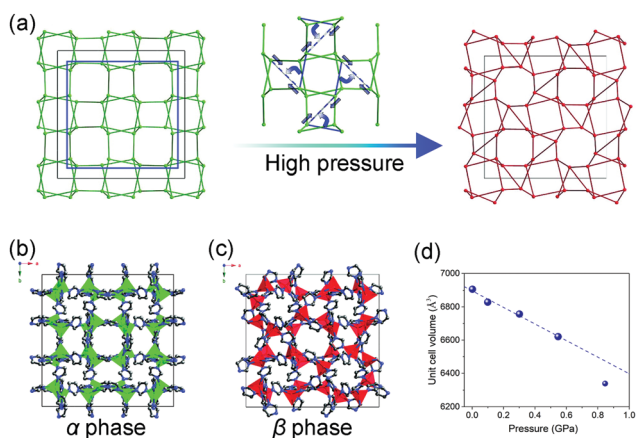 (a)
High pressure
(b)
a
b
α phase
(c)
a
b
β phase
(d)
Unit cell volume (Å³)
7000
6800
6600
6400
6200
0.0 0.2 0.4 0.6 0.8 1.0
Pressure (GPa)